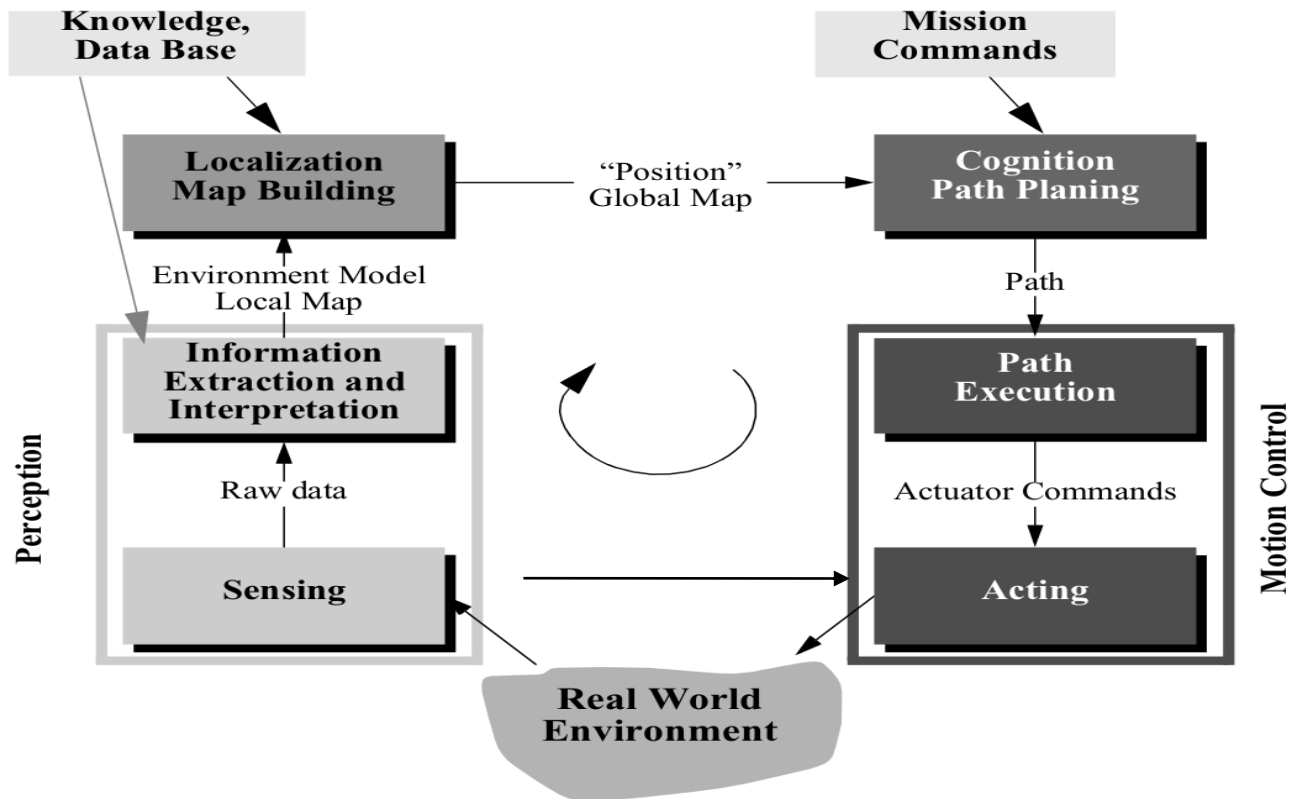 Knowledge,
Data Base
Mission
Commands
Localization
Map Building
“Position”
Global Map
Cognition
Path Planing
Environment Model
Local Map
Path
Information
Extraction and
Interpretation
Path
Execution
Perception
Raw data
Actuator Commands
Motion Control
Sensing
Acting
Real World
Environment